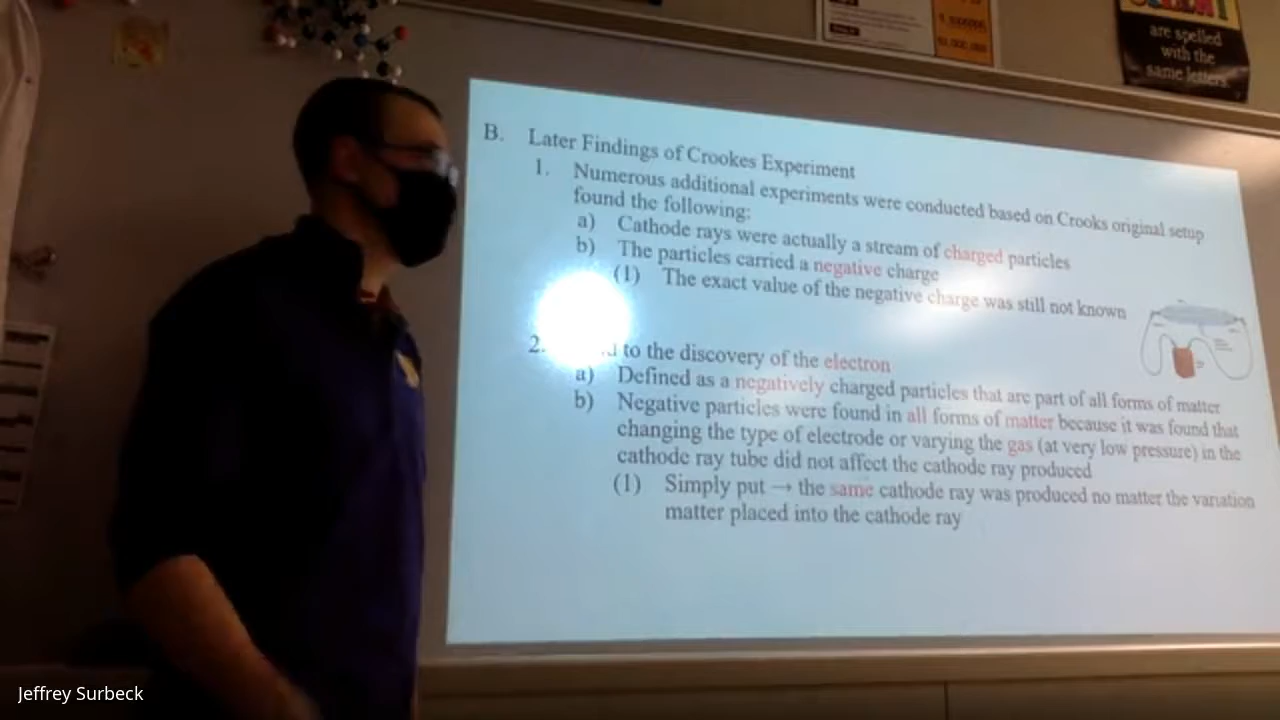 are spelled
with the
same letters
B. Later Findings of Crookes Experiment
1. Numerous additional experiments were conducted based on Crooks original setup
found the following:
a) Cathode rays were actually a stream of charged particles
b) The particles carried a negative charge
(1) The exact value of the negative charge was still not known
2. to the discovery of the electron
a) Defined as a negatively charged particles that are part of all forms of matter
b) Negative particles were found in all forms of matter because it was found that
changing the type of electrode or varying the gas (at very low pressure) in the
cathode ray tube did not affect the cathode ray produced
(1) Simply put → the same cathode ray was produced no matter the variation
matter placed into the cathode ray
Jeffrey Surbeck